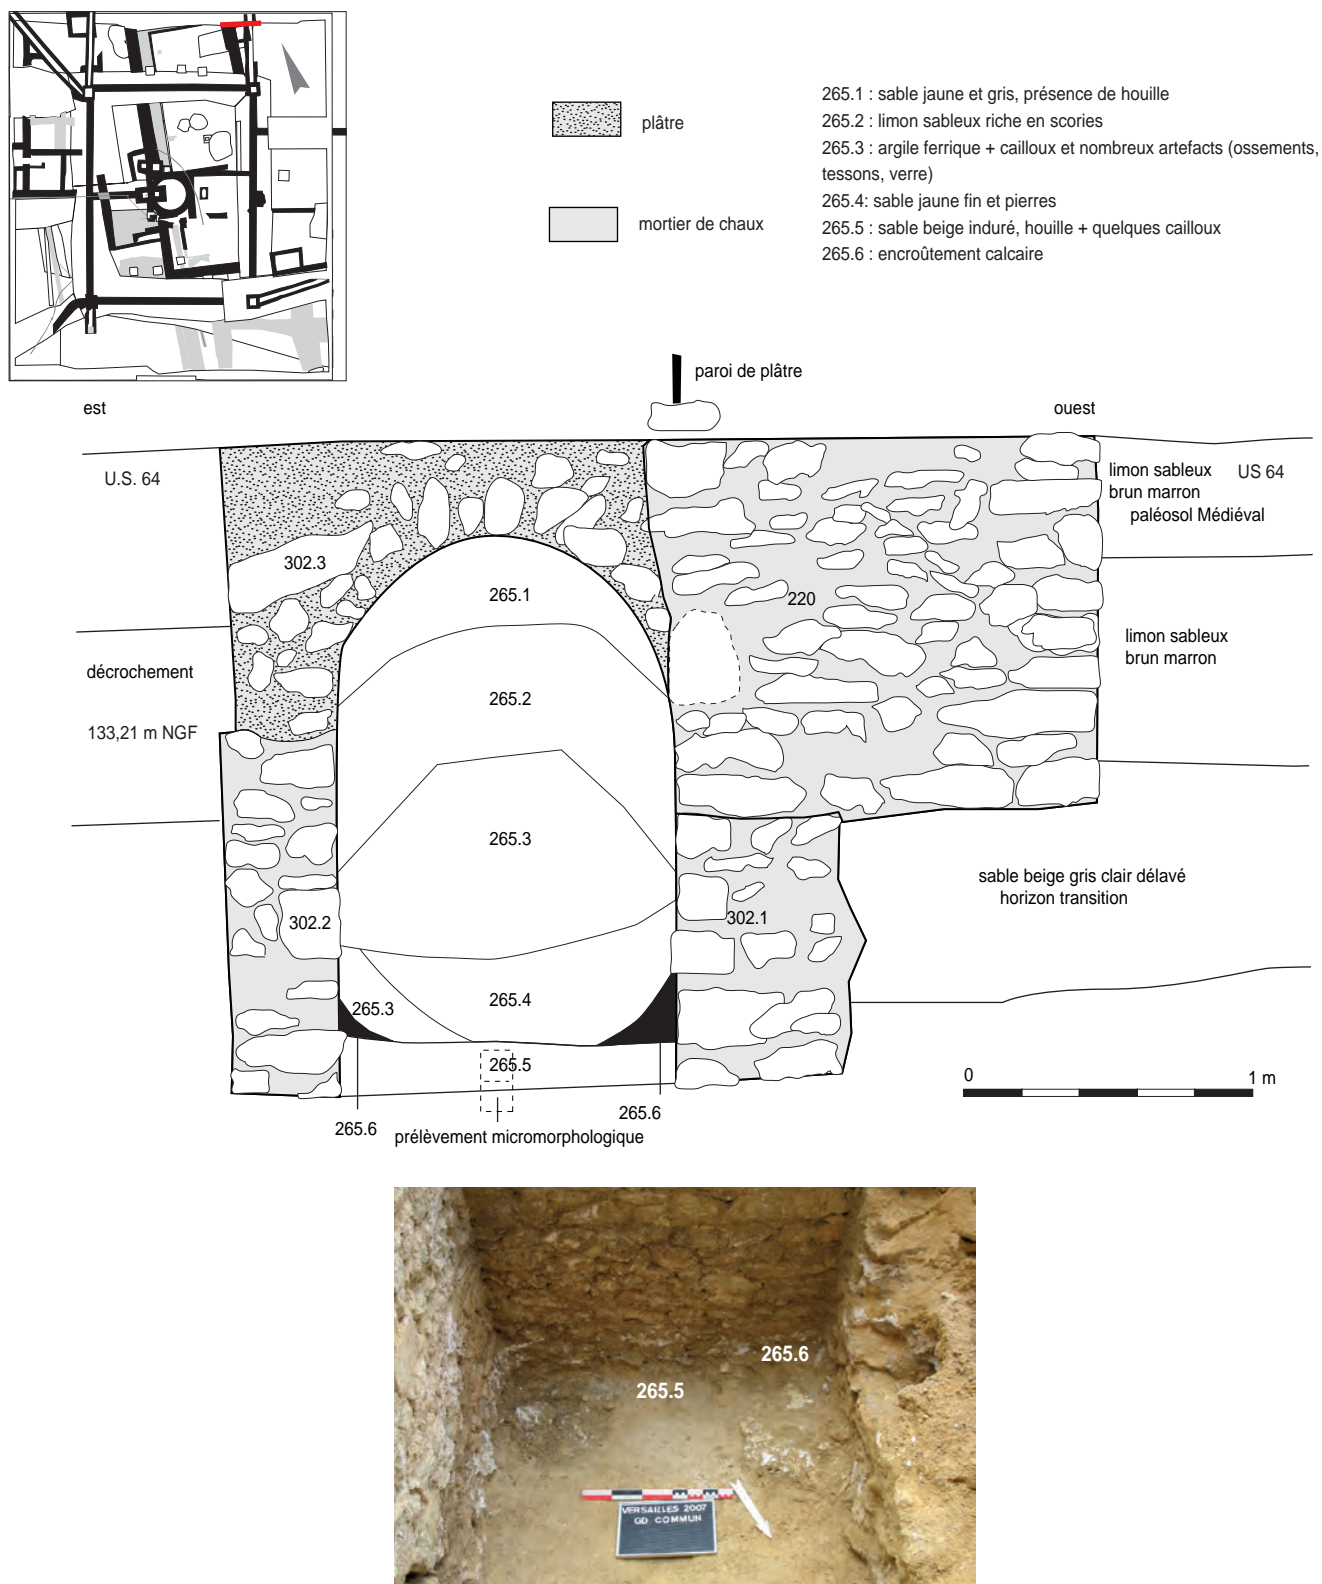 plâtre
mortier de chaux
265.1 : sable jaune et gris, présence de houille
265.2 : limon sableux riche en scories
265.3 : argile ferrique + cailloux et nombreux artefacts (ossements,
tessons, verre)
265.4: sable jaune fin et pierres
265.5 : sable beige induré, houille + quelques cailloux
265.6 : encroûtement calcaire
paroi de plâtre
est
ouest
U.S. 64
limon sableux
brun marron
paléosol Médiéval
US 64
302.3
265.1
220
limon sableux
brun marron
décrochement
265.2
133,21 m NGF
265.3
sable beige gris clair délavé
horizon transition
302.2
302.1
265.3
265.4
265.5
0
1 m
265.6
265.6
prélèvement micromorphologique
265.6
265.5
VERSAILLES 2007
GD COMMUN